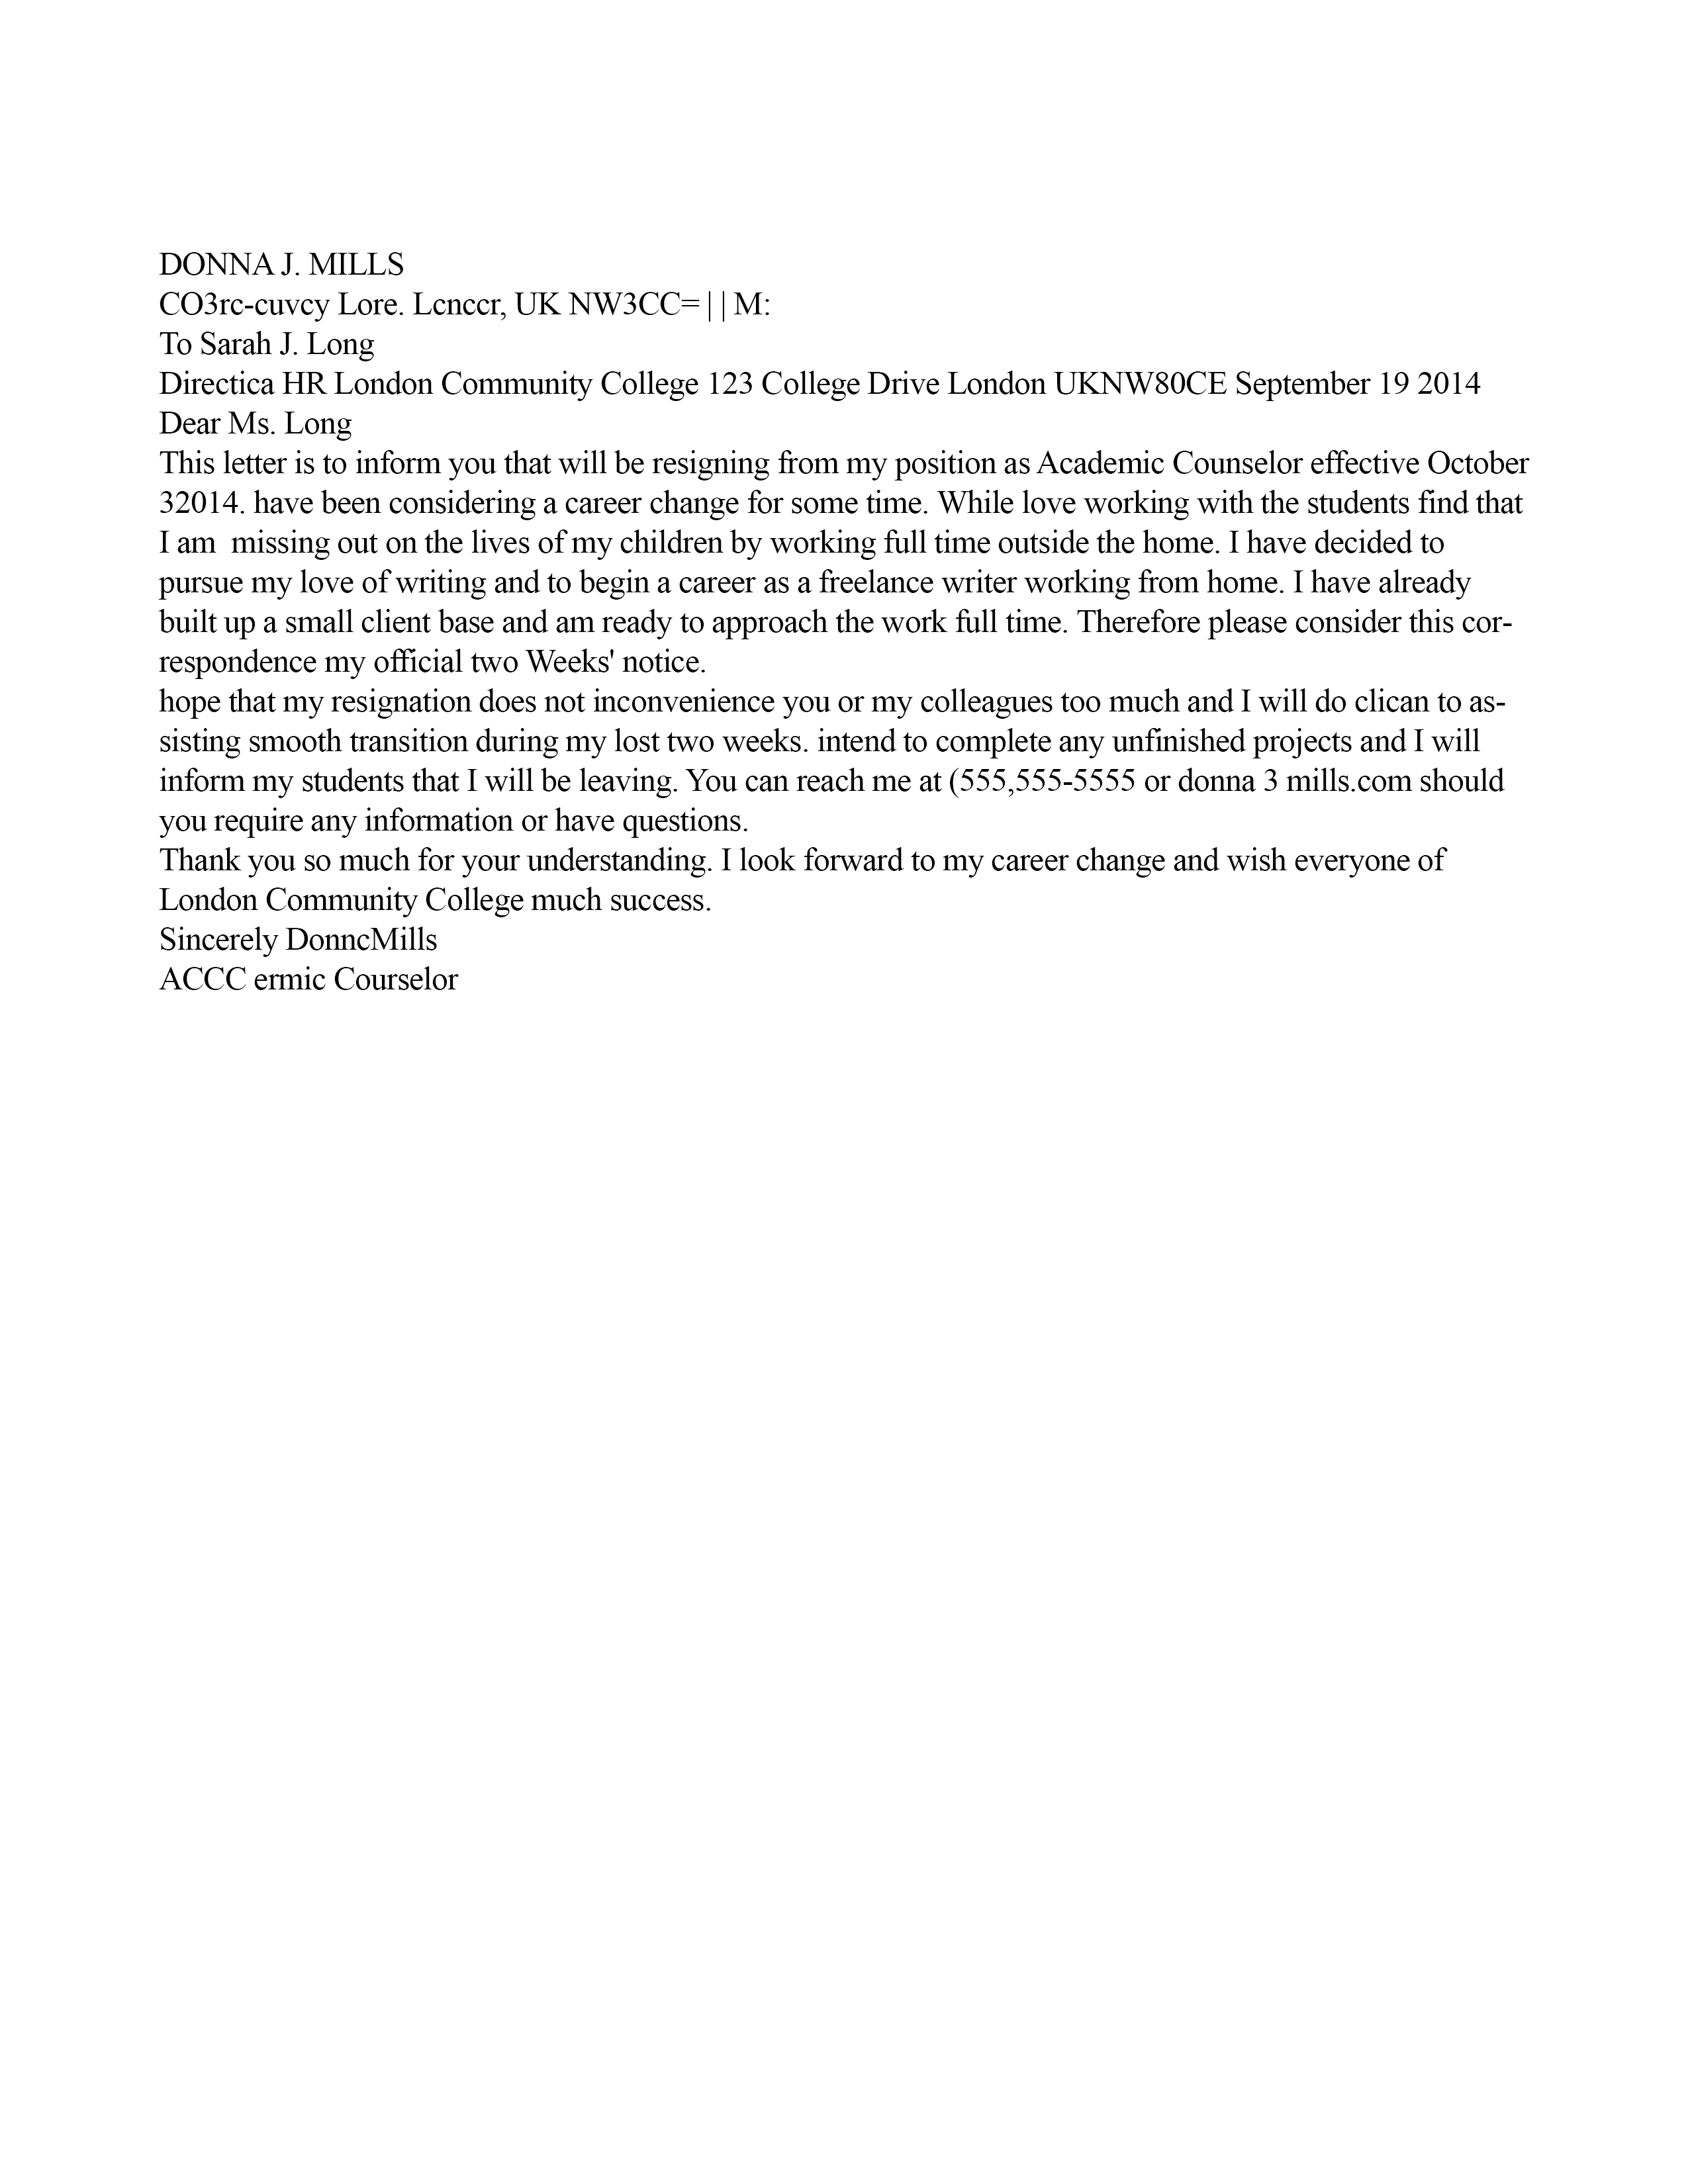 DONNA J. MILLS
CO3rc-cuvcy Lore. Lcnccr, UK NW3CC= | | M:
To Sarah J. Long
Directica HR London Community College 123 College Drive London UKNW80CE September 19 2014
Dear Ms. Long
This letter is to inform you that will be resigning from my position as Academic Counselor effective October
32014. have been considering a career change for some time. While love working with the students find that
I am  missing out on the lives of my children by working full time outside the home. I have decided to
pursue my love of writing and to begin a career as a freelance writer working from home. I have already
built up a small client base and am ready to approach the work full time. Therefore please consider this cor-
respondence my official two Weeks' notice.
hope that my resignation does not inconvenience you or my colleagues too much and I will do clican to as-
sisting smooth transition during my lost two weeks. intend to complete any unfinished projects and I will
inform my students that I will be leaving. You can reach me at (555,555-5555 or donna 3 mills.com should
you require any information or have questions.
Thank you so much for your understanding. I look forward to my career change and wish everyone of
London Community College much success.
Sincerely DonncMills
ACCC ermic Courselor